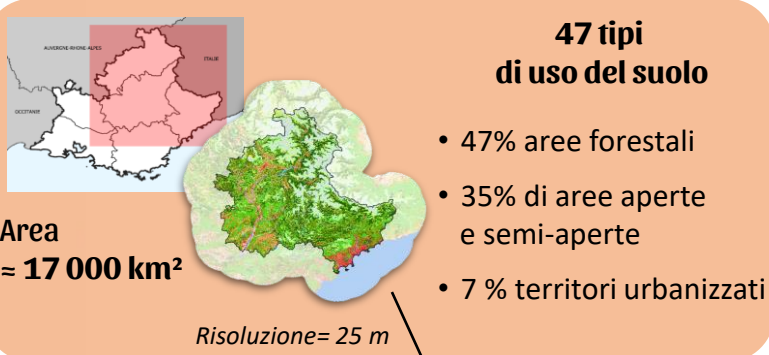 AUVERGNE-RHONE-ALPES
ITALIE
OCCITANIE
Area
≈ 17 000 km²
Risoluzione= 25 m
47 tipi
di uso del suolo
• 47% aree forestali
• 35% di aree aperte
e semi-aperte
• 7 % territori urbanizzati